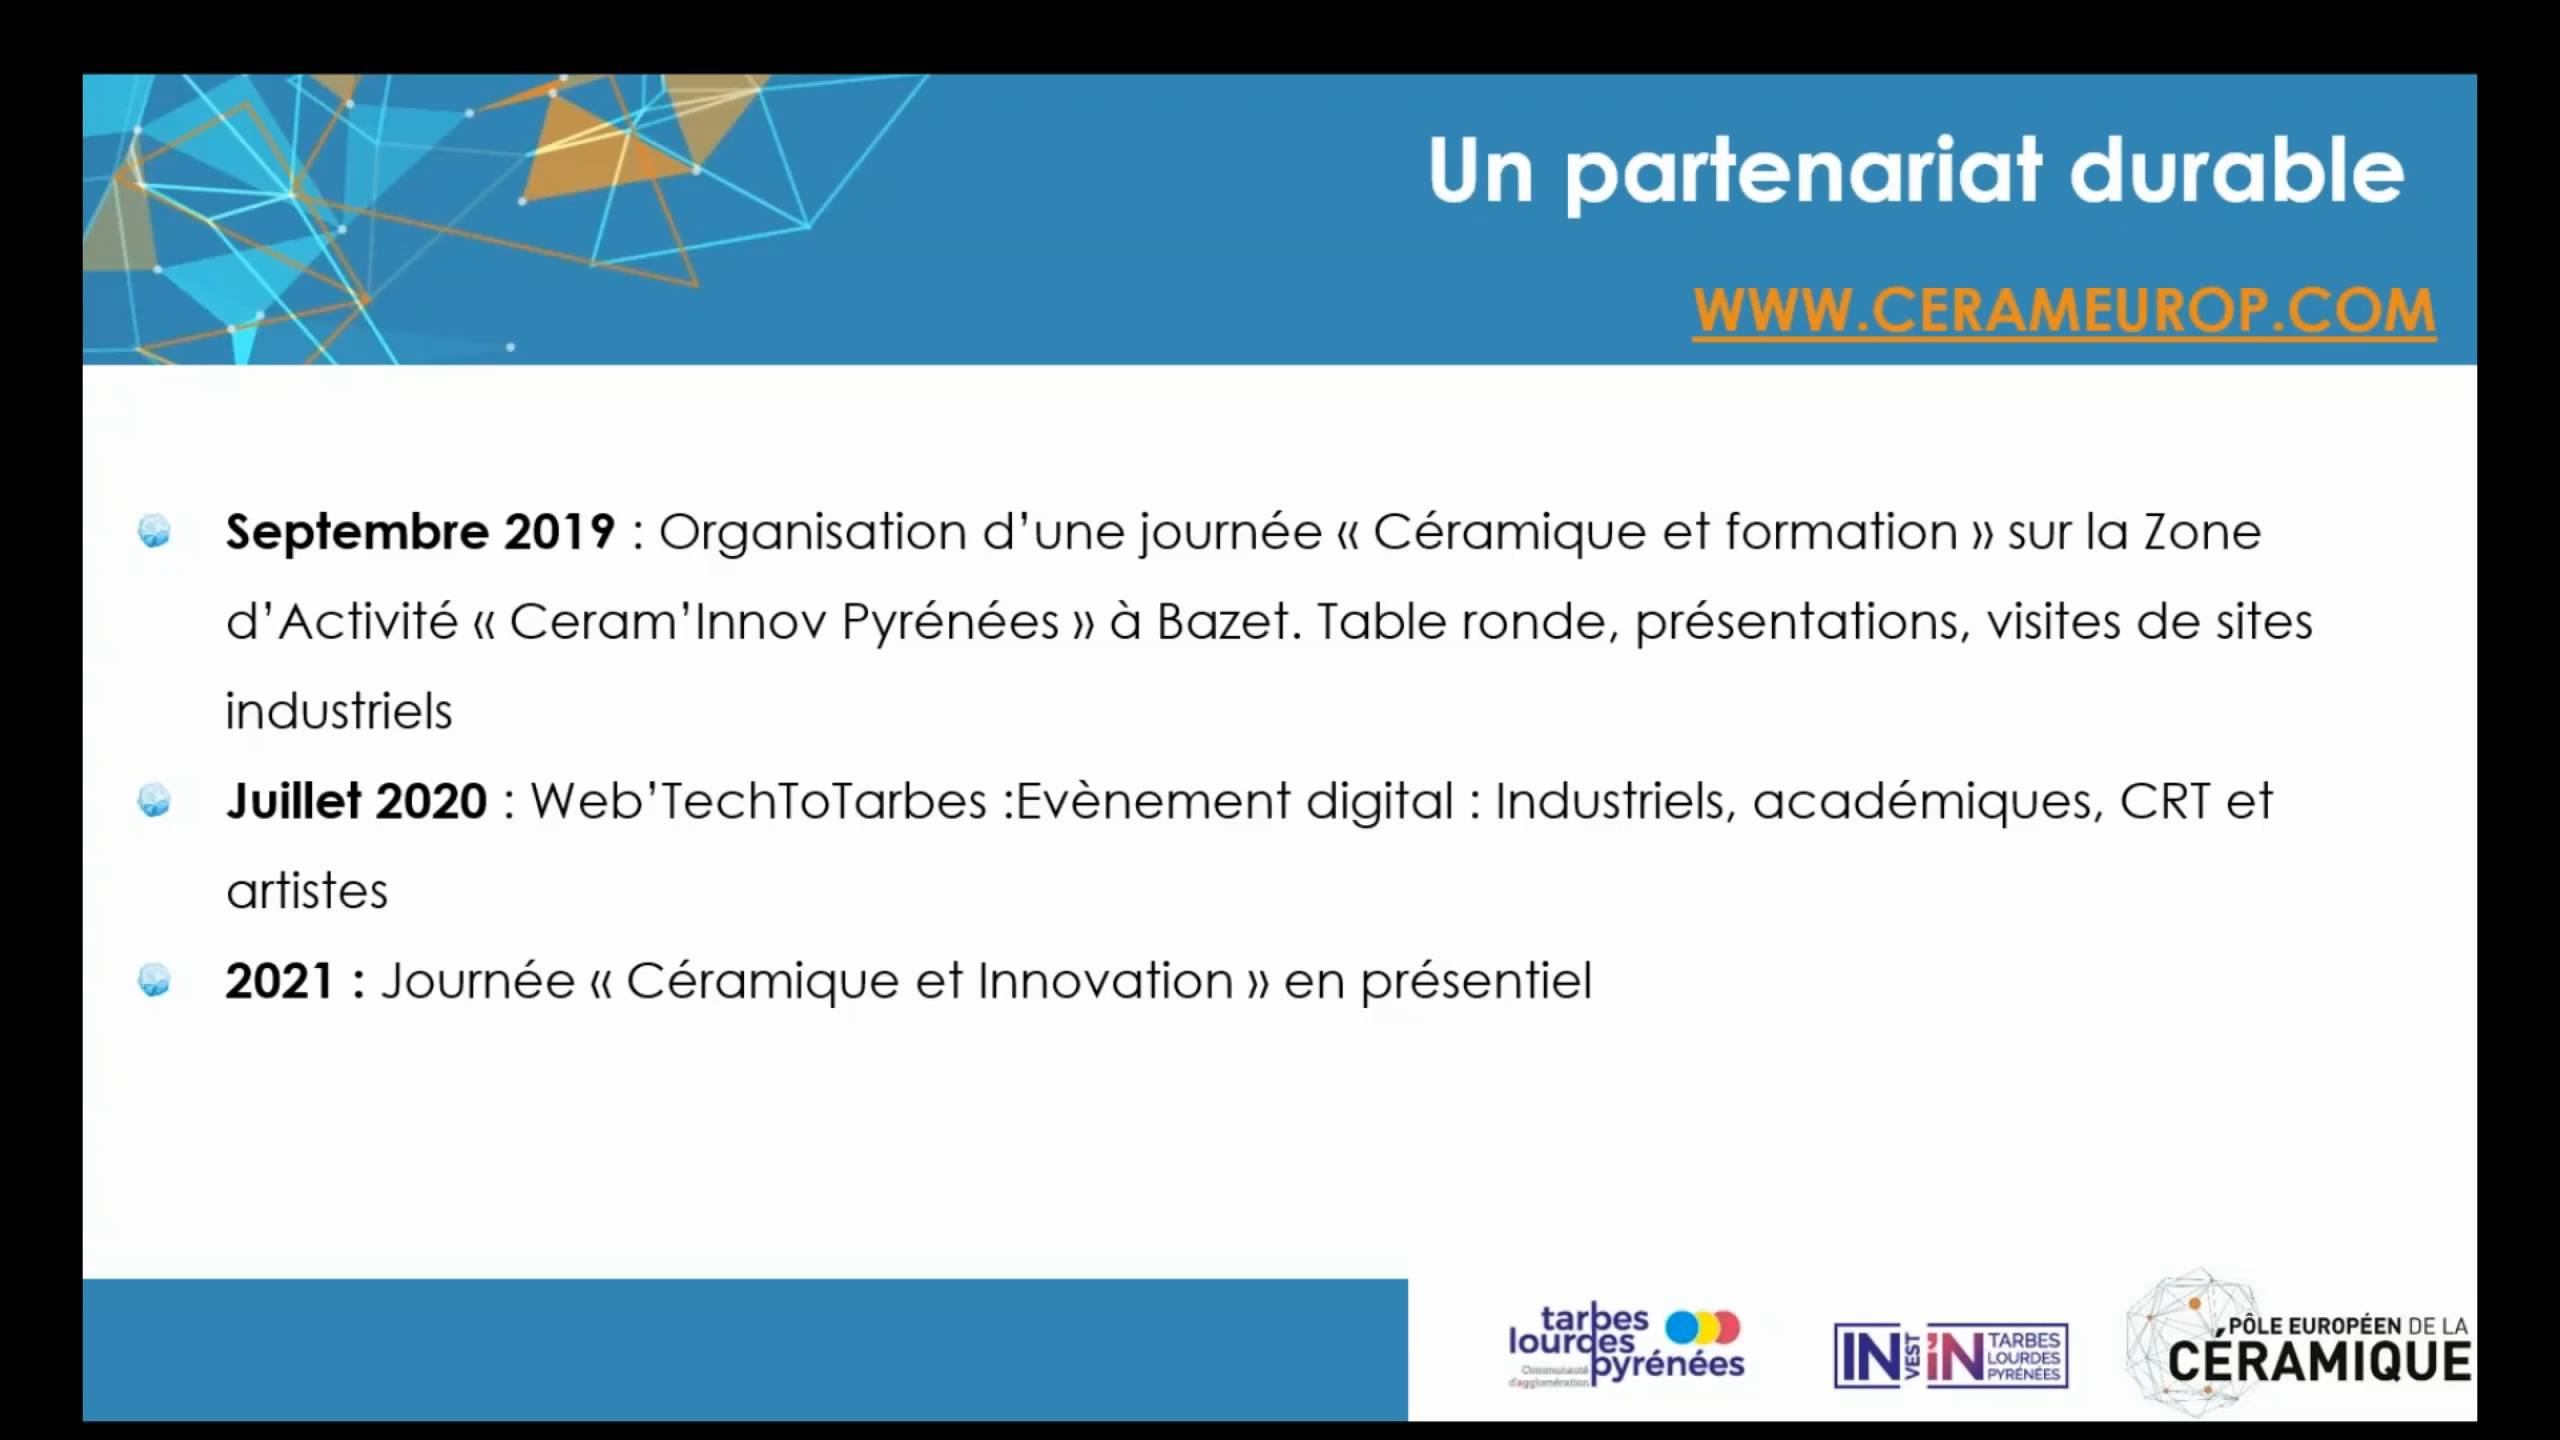 Un partenariat durable
WWW.CERAMEUROP.COM
Septembre 2019 : Organisation d’une journée « Céramique et formation » sur la Zone
d’Activité « Ceram’Innov Pyrénées » à Bazet. Table ronde, présentations, visites de sites
industriels
Juillet 2020 : Web’TechToTarbes :Evènement digital : Industriels, académiques, CRT et
artistes
2021 : Journée « Céramique et Innovation » en présentiel
tarbes
lourdes
pyrénées
Communauté
d'agglomération
INVEST 'iN
TARBES
LOURDES
PYRÉNÉES
PÔLE EUROPÉEN DE LA
CÉRAMIQUE